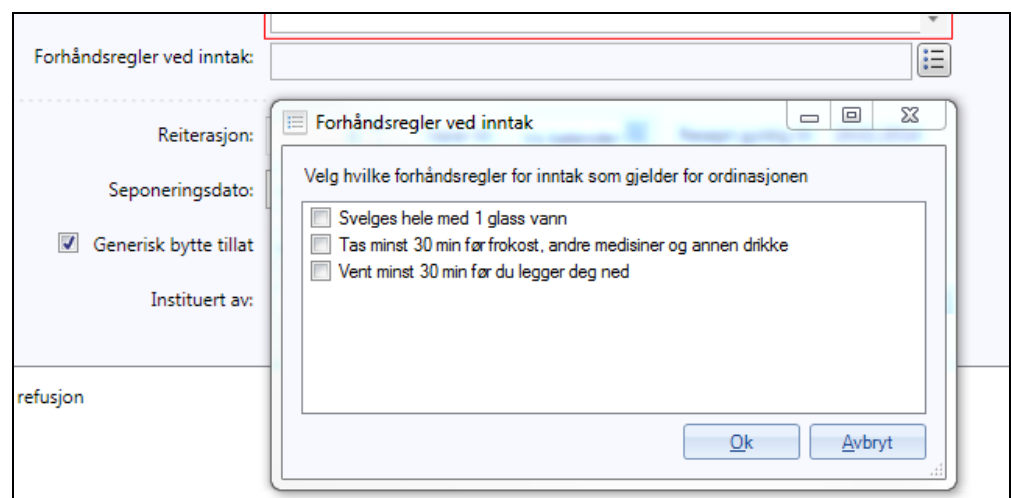 Forhåndsregler ved inntak:
Forhåndsregler ved inntak
Reiterasjon:
Velg hvilke forhåndsregler for inntak som gjelder for ordinasjonen
Seponeringsdato:
Svelges hele med 1 glass vann
Generisk bytte tillat
Tas minst 30 min før frokost, andre medisiner og annen drikke
Vent minst 30 min før du legger deg ned
Instituert av:
refusjon
Ok
Avbryt